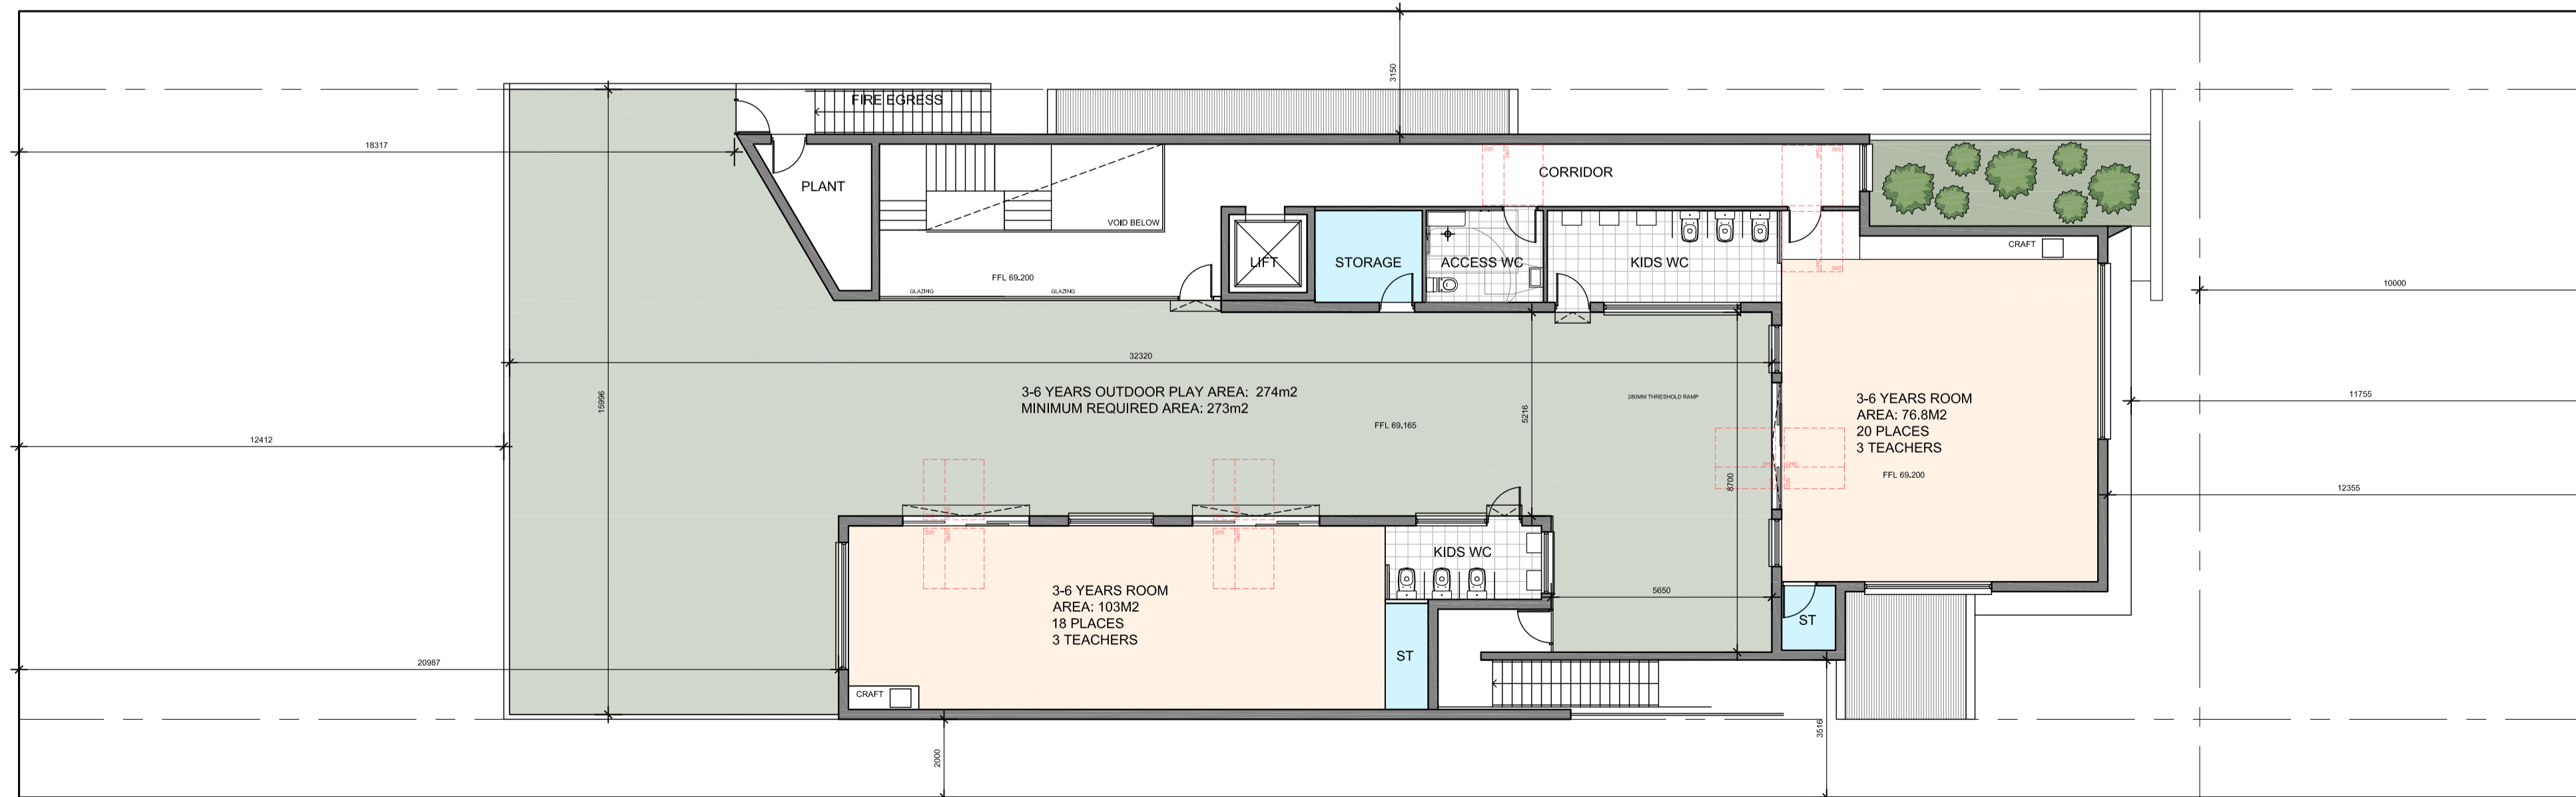 3150
FIRE EGRESS
18317
PLANT
CORRIDOR
VOID BELOW
CRAFT
LIFT
STORAGE
ACCESS WC
KIDS WC
FFL 69.200
GLAZING
GLAZING
10000
32320
3-6 YEARS OUTDOOR PLAY AREA: 274m2
MINIMUM REQUIRED AREA: 273m2
280MM THRESHOLD RAMP
11755
15996
5216
3-6 YEARS ROOM
AREA: 76.8M2
20 PLACES
3 TEACHERS
FFL 69.165
12412
FFL 69.200
8700
12355
KIDS WC
3-6 YEARS ROOM
AREA: 103M2
18 PLACES
3 TEACHERS
5650
ST
ST
20987
CRAFT
2000
3516